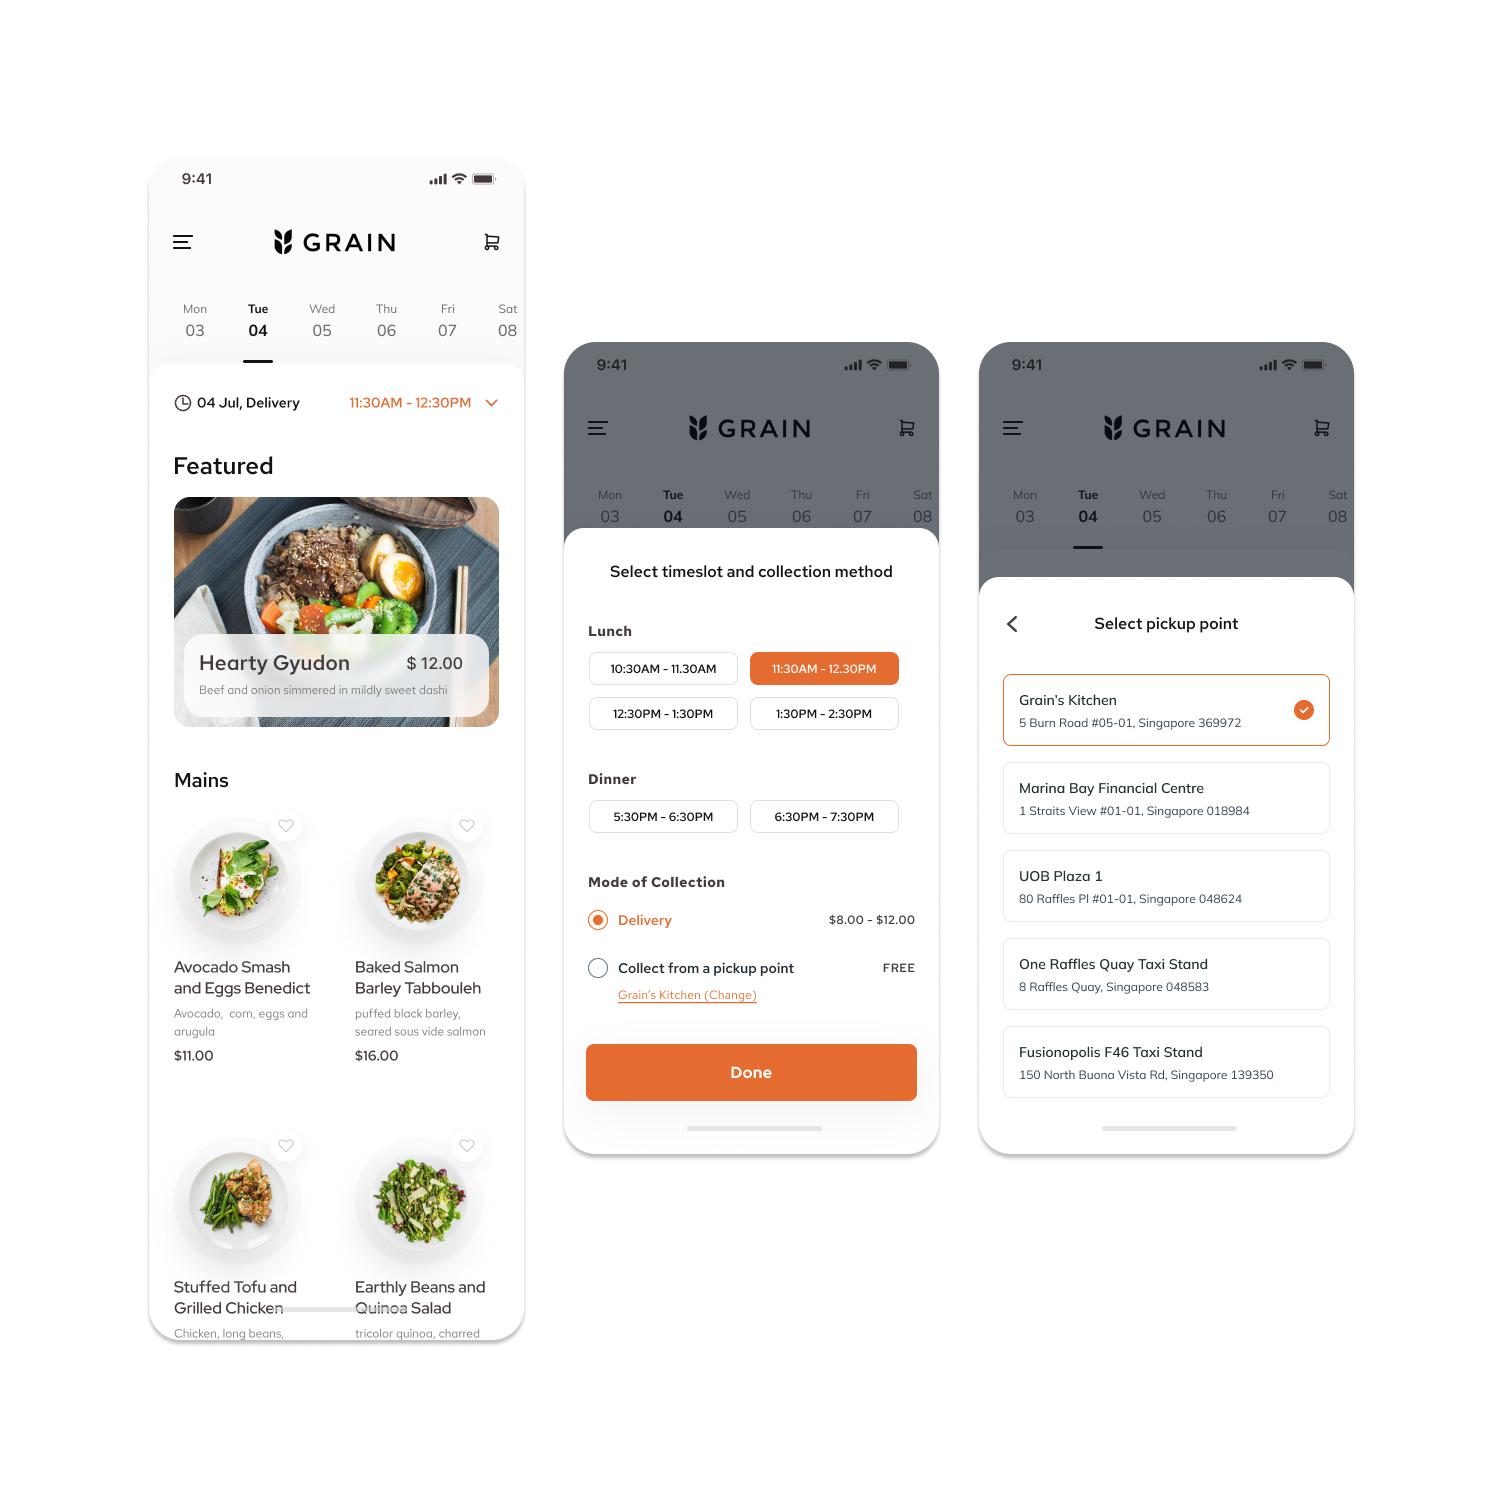 9:41
GRAIN
Mon Tue Wed Thu Fri Sat
03 04 05 06 07 08
04 Jul, Delivery 11:30AM - 12:30PM
Featured
Hearty Gyudon $ 12.00
Beef and onion simmered in mildly sweet dashi
Mains
Avocado Smash
and Eggs Benedict
Avocado, corn, eggs and
arugula
$11.00
Baked Salmon
Barley Tabbouleh
puffed black barley,
seared sous vide salmon
$16.00
Stuffed Tofu and
Grilled Chicken
Chicken, long beans,
Earthly Beans and
Quinoa Salad
tricolor quinoa, charred
9:41
GRAIN
Mon Tue Wed Thu Fri Sat
03 04 05 06 07 08
Select timeslot and collection method
Lunch
10:30AM - 11.30AM 11:30AM - 12.30PM
12:30PM - 1:30PM 1:30PM - 2:30PM
Dinner
5:30PM - 6:30PM 6:30PM - 7:30PM
Mode of Collection
Delivery $8.00 - $12.00
Collect from a pickup point FREE
Grain's Kitchen (Change)
Done
9:41
GRAIN
Mon Tue Wed Thu Fri Sat
03 04 05 06 07 08
Select pickup point
Grain's Kitchen
5 Burn Road #05-01, Singapore 369972
Marina Bay Financial Centre
1 Straits View #01-01, Singapore 018984
UOB Plaza 1
80 Raffles Pl #01-01, Singapore 048624
One Raffles Quay Taxi Stand
8 Raffles Quay, Singapore 048583
Fusionopolis F46 Taxi Stand
150 North Buona Vista Rd, Singapore 139350